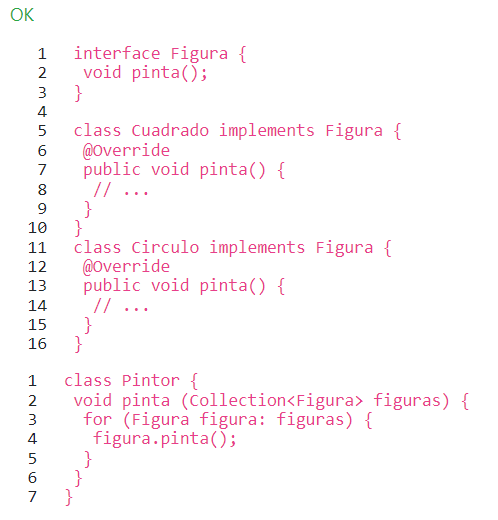 OK
1 interface Figura {
2 void pinta();
3 }
4
5 class Cuadrado implements Figura {
6 @Override
7 public void pinta() {
8 // ...
9 }
10 }
11 class Circulo implements Figura {
12 @Override
13 public void pinta() {
14 // ...
15 }
16 }
1 class Pintor {
2 void pinta (Collection<Figura> figuras) {
3 for (Figura figura: figuras) {
4 figura.pinta();
5 }
6 }
7 }